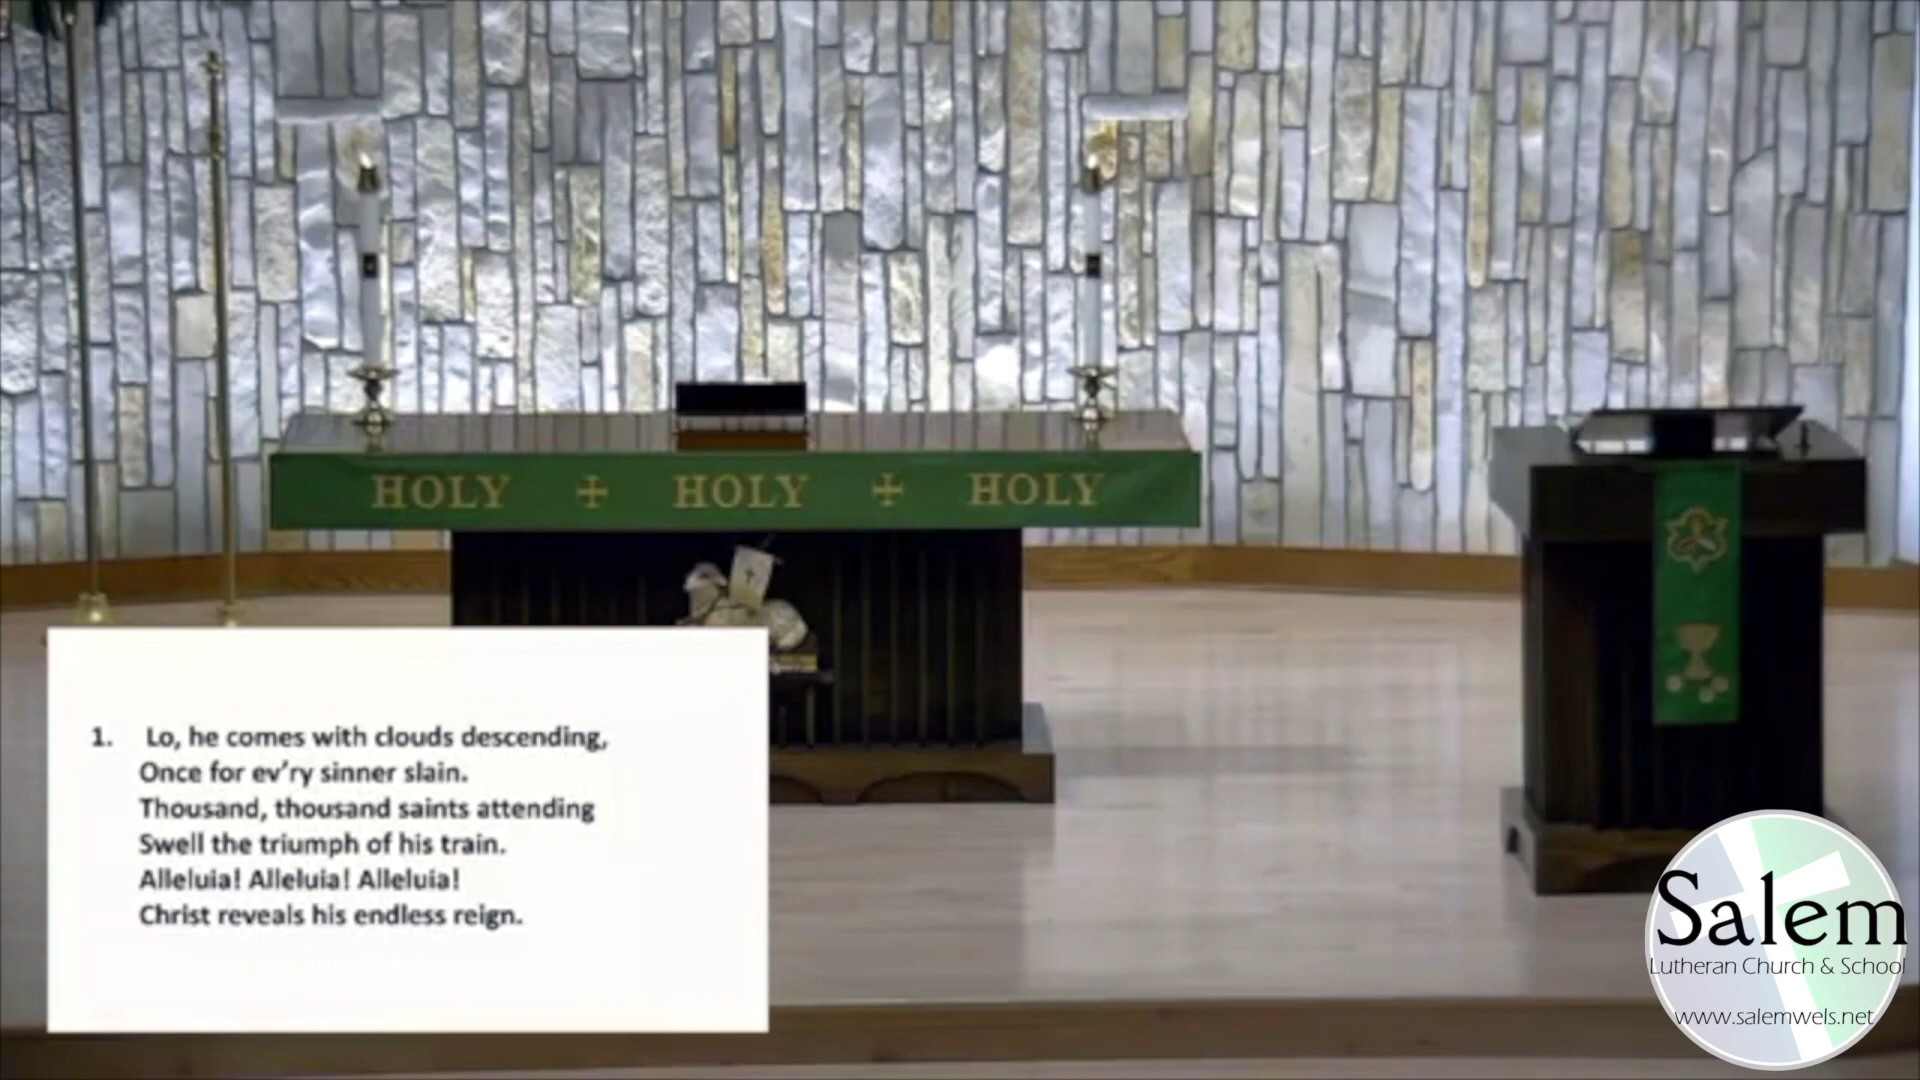 HOLY + HOLY + HOLY
1. Lo, he comes with clouds descending,
Once for ev'ry sinner slain.
Thousand, thousand saints attending
Swell the triumph of his train.
Alleluia! Alleluia! Alleluia!
Christ reveals his endless reign.
Salem
Lutheran Church & School
www.salemwels.net